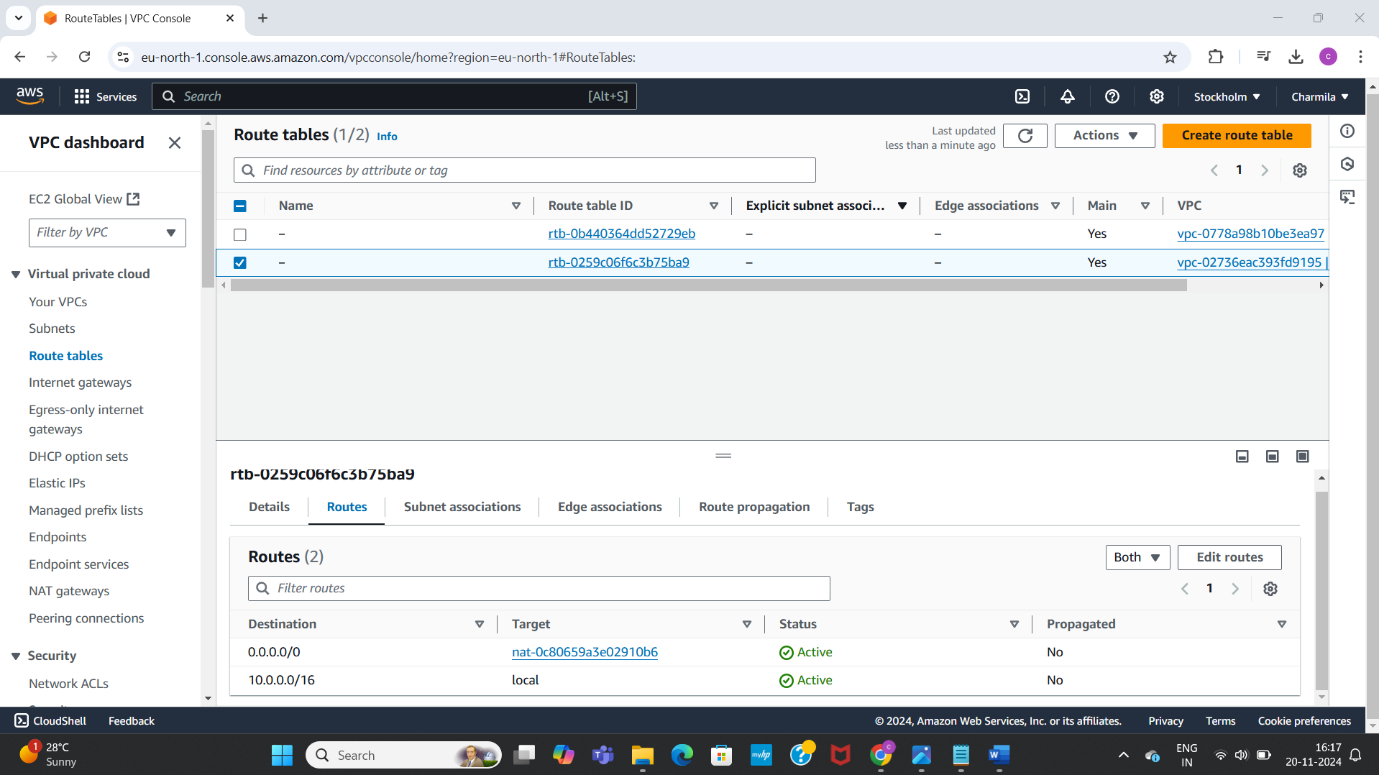 RouteTables | VPC Console
eu-north-1.console.aws.amazon.com/vpcconsole/home?region=eu-north-1#RouteTables:
C
aws
Services
Search
[Alt+S]
Stockholm
Charmila
VPC dashboard
EC2 Global View
Filter by VPC
Virtual private cloud
Your VPCs
Subnets
Route tables
Internet gateways
Egress-only internet
gateways
DHCP option sets
Elastic IPs
Managed prefix lists
Endpoints
Endpoint services
NAT gateways
Peering connections
Security
Network ACLs
Route tables (1/2) Info
Last updated
less than a minute ago
Actions
Create route table
Find resources by attribute or tag
1
Name Route table ID Explicit subnet associ... Edge associations Main VPC
– rtb-0b440364dd52729eb – – Yes vpc-0778a98b10be3ea97
– rtb-0259c06f6c3b75ba9 – – Yes vpc-02736eac393fd9195 |
rtb-0259c06f6c3b75ba9
Details Routes Subnet associations Edge associations Route propagation Tags
Routes (2)
Both
Edit routes
Filter routes
1
Destination Target Status Propagated
0.0.0.0/0 nat-0c80659a3e02910b6 Active No
10.0.0.0/16 local Active No
CloudShell Feedback © 2024, Amazon Web Services, Inc. or its affiliates. Privacy Terms Cookie preferences
1
28°C
Sunny
Search
myhp
ENG
IN
16:17
20-11-2024